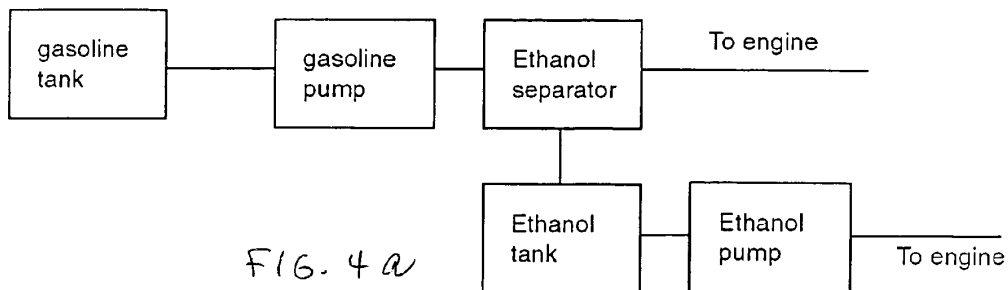 gasoline
tank
gasoline
pump
Ethanol
separator
To engine
Ethanol
tank
Ethanol
pump
To engine
FIG. 4a